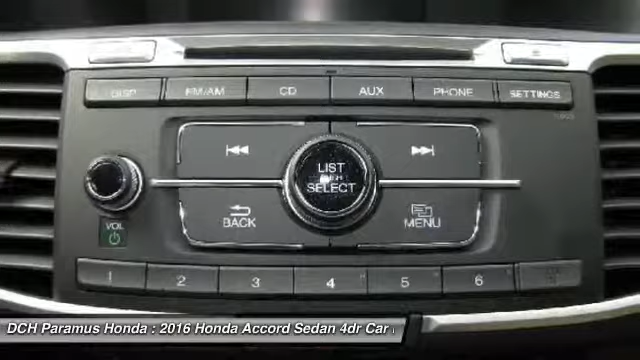 DISP FM/AM CD AUX PHONE SETTINGS
LIST
PUSH
SELECT
BACK
MENU
VOL
1 2 3 4 5 6
DCH Paramus Honda : 2016 Honda Accord Sedan 4dr Car